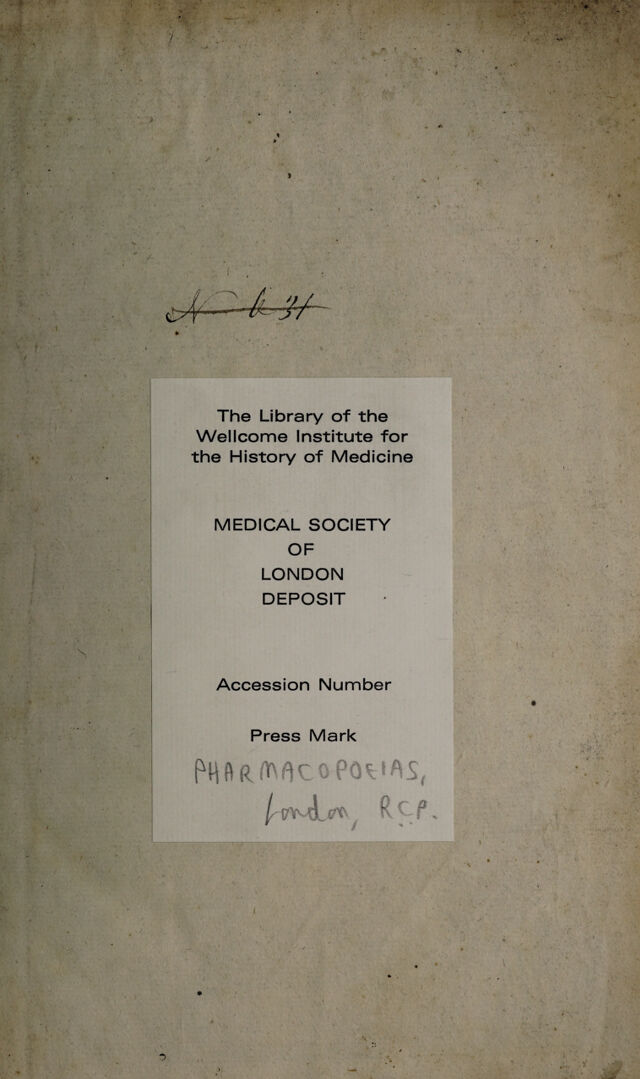 The Library of the
Wellcome Institute for
the History of Medicine
MEDICAL SOCIETY
OF
LONDON
DEPOSIT
Accession Number
Press Mark
PHARMACOPOEIAS,
London, R.C.P.